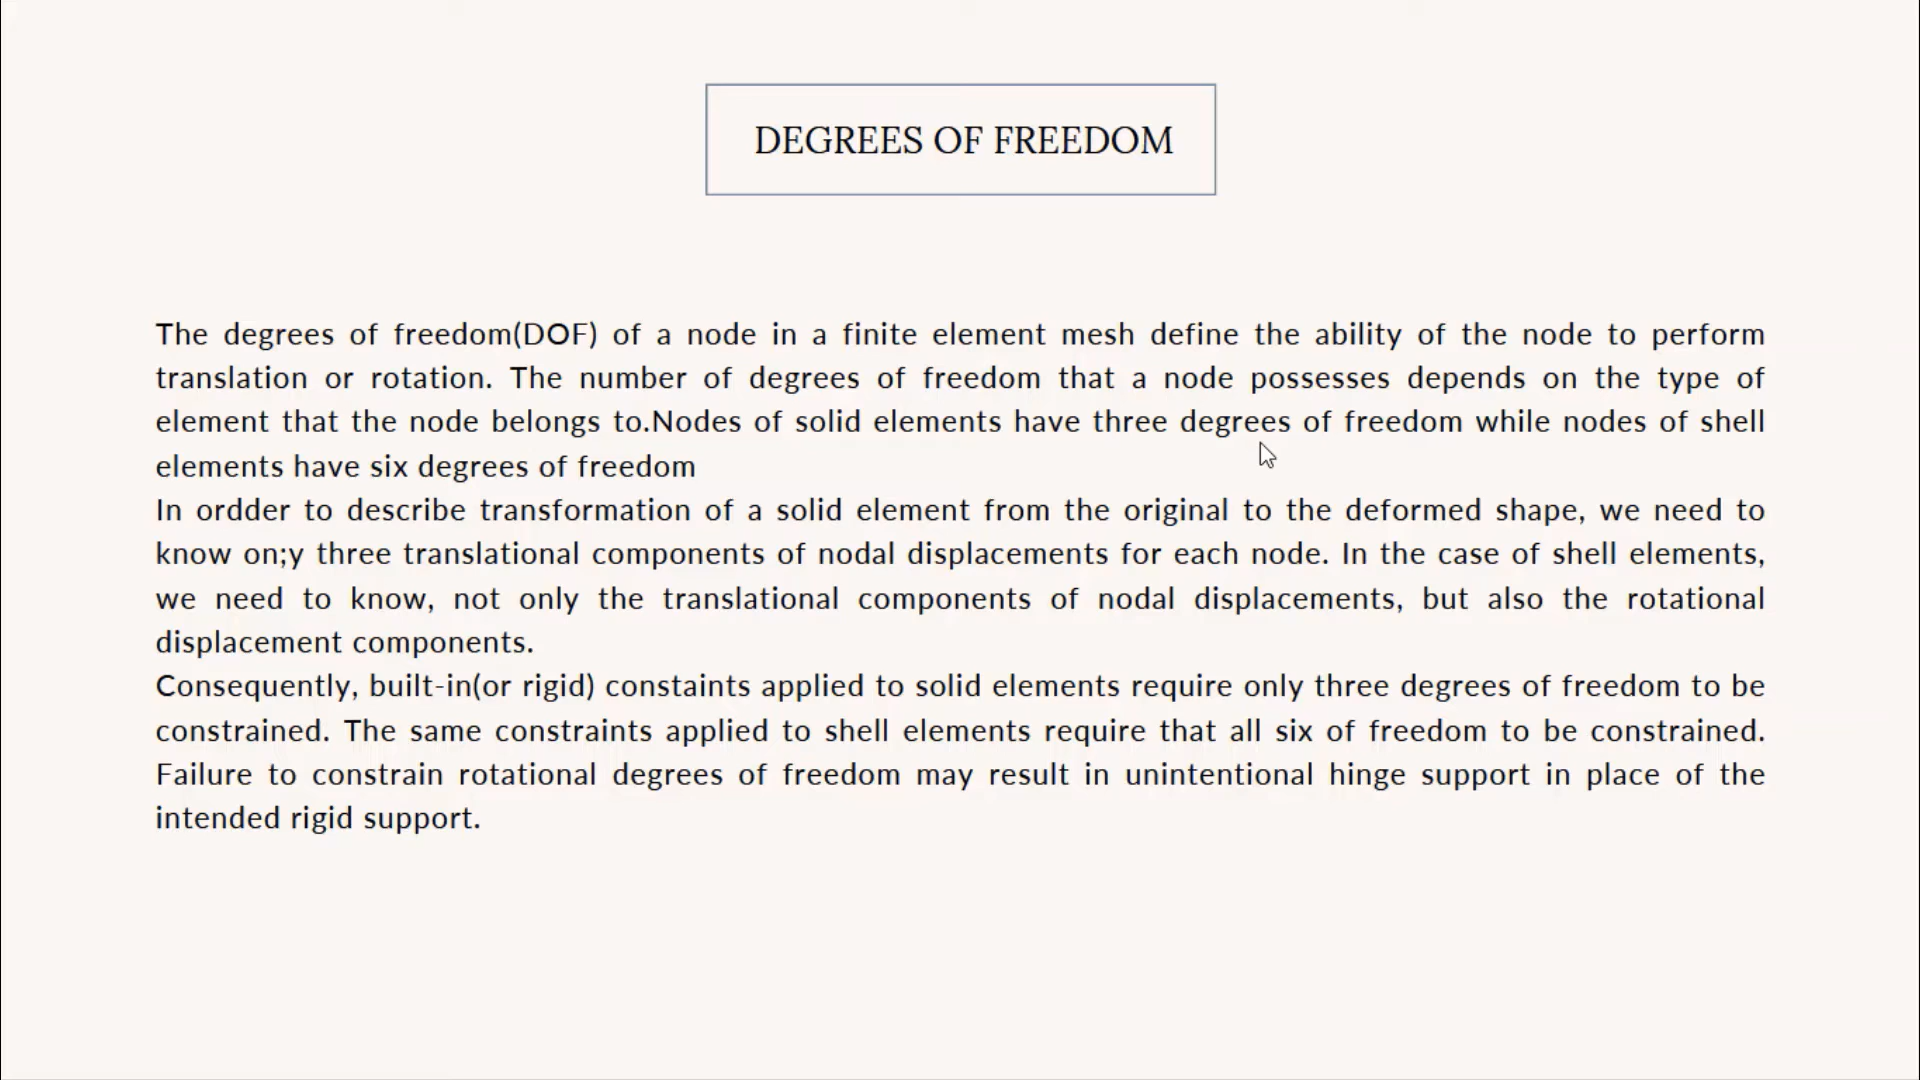 DEGREES OF FREEDOM
The degrees of freedom(DOF) of a node in a finite element mesh define the ability of the node to perform
translation or rotation. The number of degrees of freedom that a node possesses depends on the type of
element that the node belongs to.Nodes of solid elements have three degrees of freedom while nodes of shell
elements have six degrees of freedom
In ordder to describe transformation of a solid element from the original to the deformed shape, we need to
know on;y three translational components of nodal displacements for each node. In the case of shell elements,
we need to know, not only the translational components of nodal displacements, but also the rotational
displacement components.
Consequently, built-in(or rigid) constaints applied to solid elements require only three degrees of freedom to be
constrained. The same constraints applied to shell elements require that all six of freedom to be constrained.
Failure to constrain rotational degrees of freedom may result in unintentional hinge support in place of the
intended rigid support.